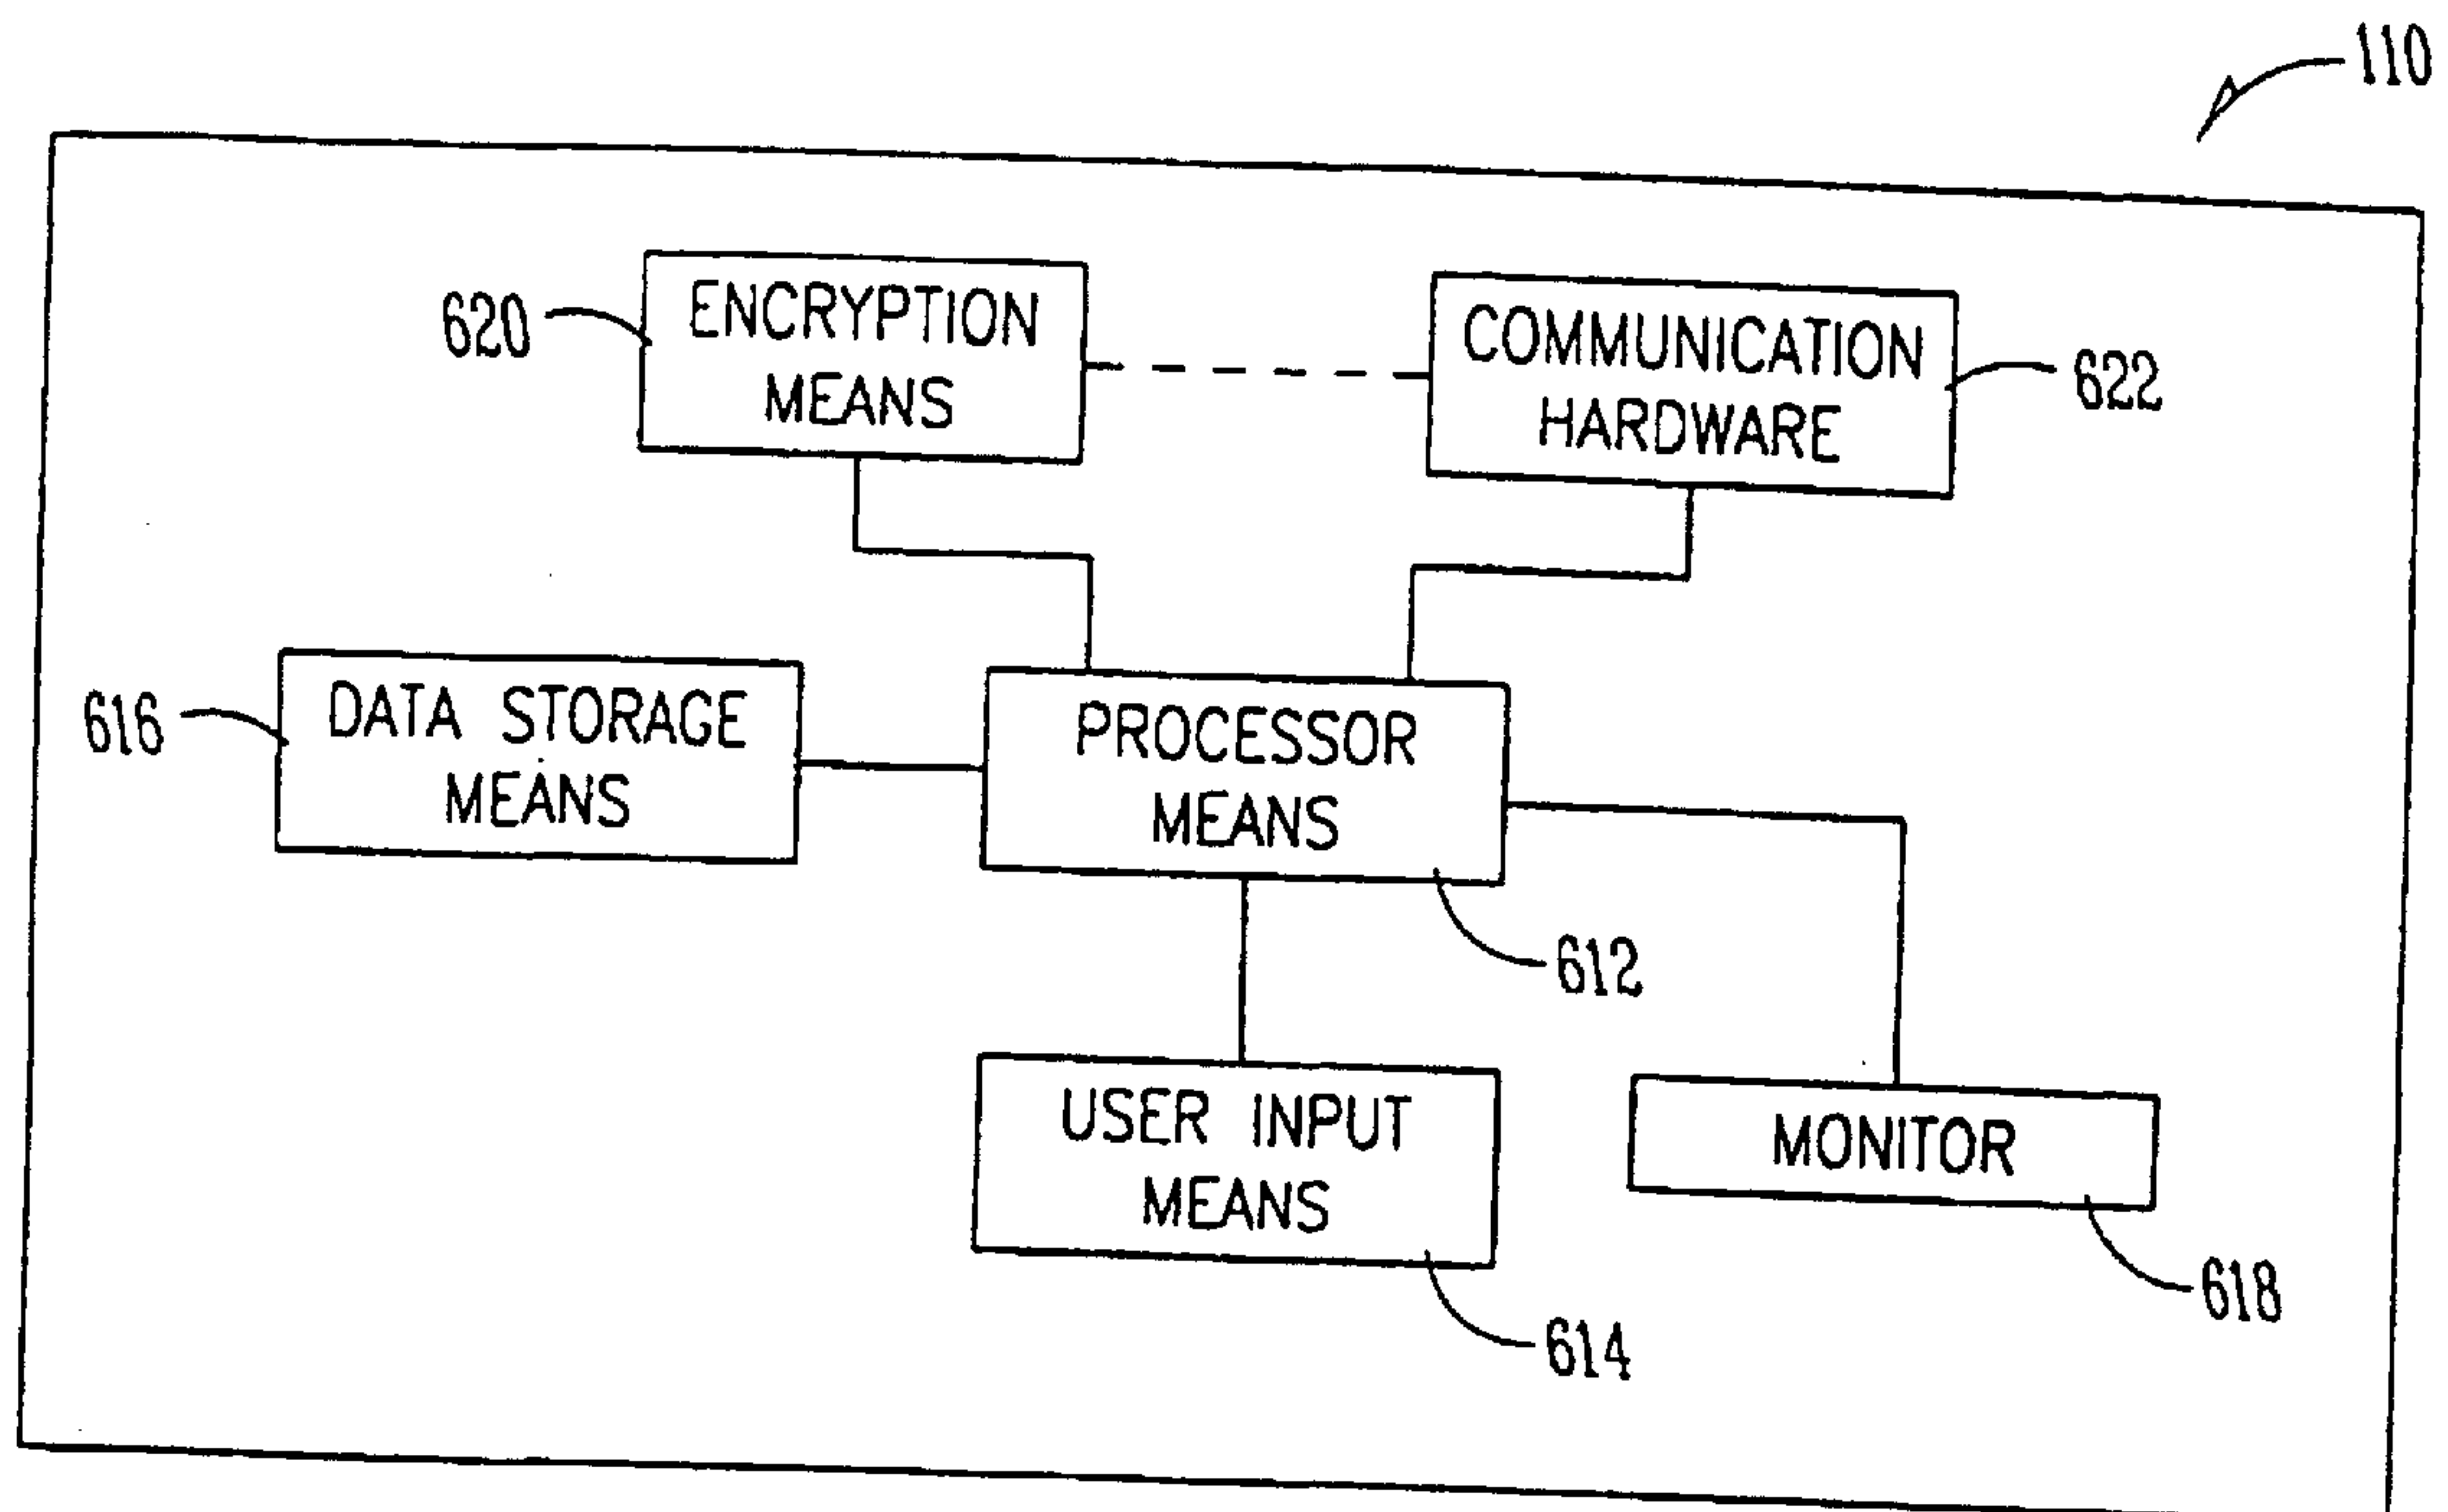 110
620
ENCRYPTION
MEANS
COMMUNICATION
HARDWARE
622
616
DATA STORAGE
MEANS
PROCESSOR
MEANS
612
USER INPUT
MEANS
614
MONITOR
618